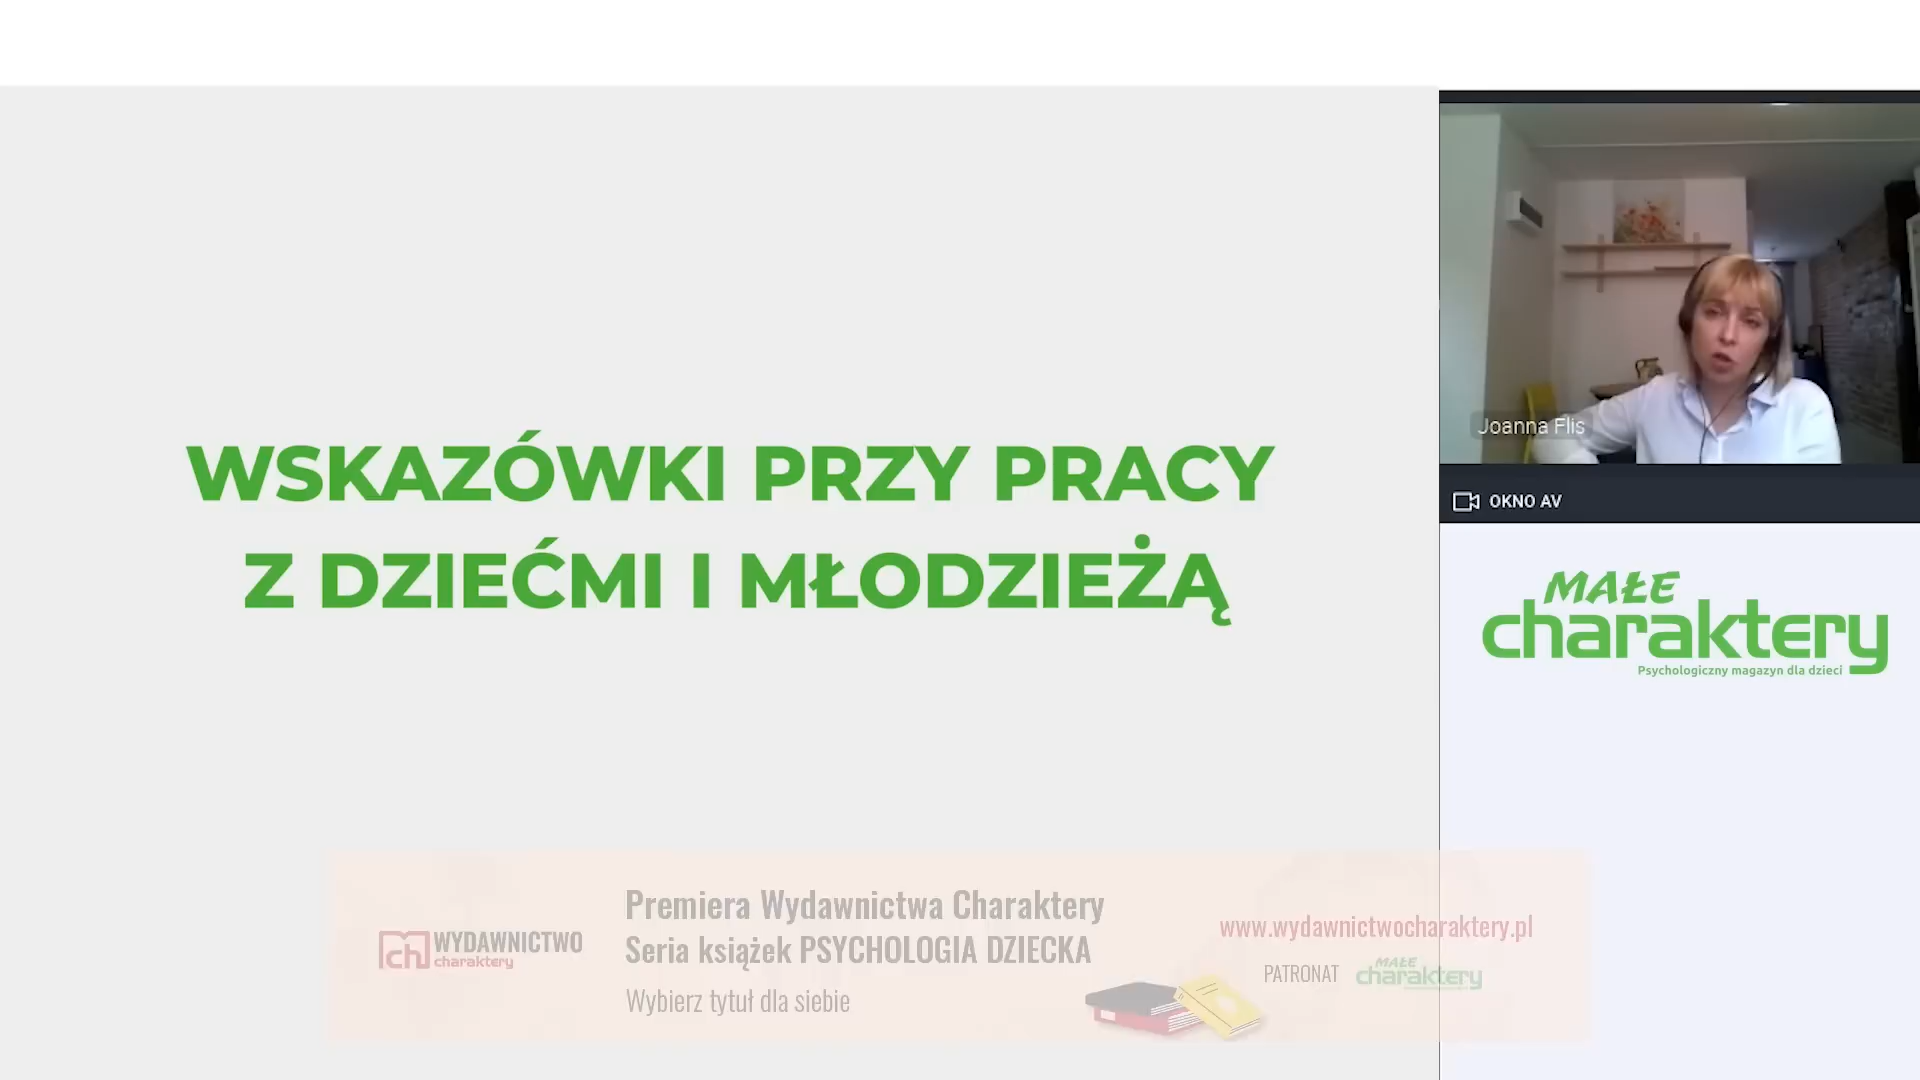 WSKAZÓWKI PRZY PRACY
Z DZIEĆMI I MŁODZIEŻĄ
Joanna Flis
OKNO AV
MAŁE
charaktery
Psychologiczny magazyn dla dzieci
ch WYDAWNICTWO
charaktery
Premiera Wydawnictwa Charaktery
Seria książek PSYCHOLOGIA DZIECKA
Wybierz tytuł dla siebie
www.wydawnictwocharaktery.pl
PATRONAT
MAŁE
charaktery